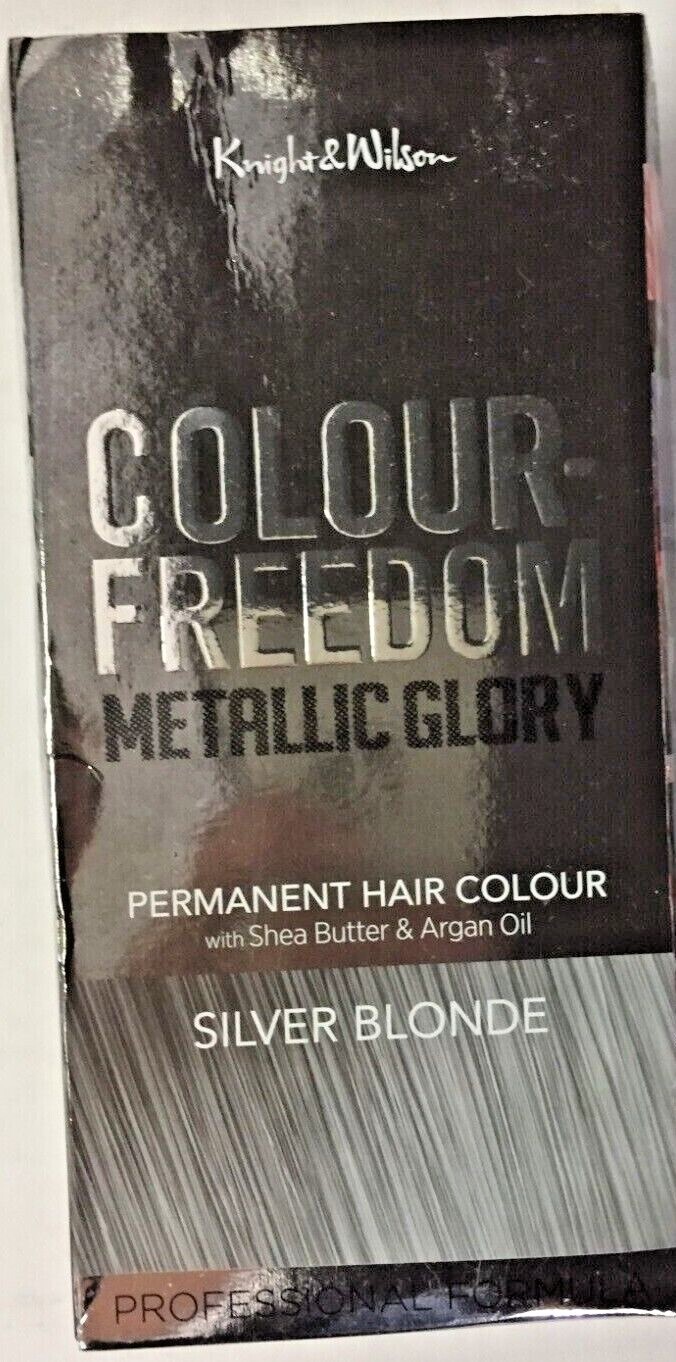 Knight & Wilson
COLOUR-
FREEDOM
METALLIC GLORY
PERMANENT HAIR COLOUR
with Shea Butter & Argan Oil
SILVER BLONDE
PROFESSIONAL FORMULA